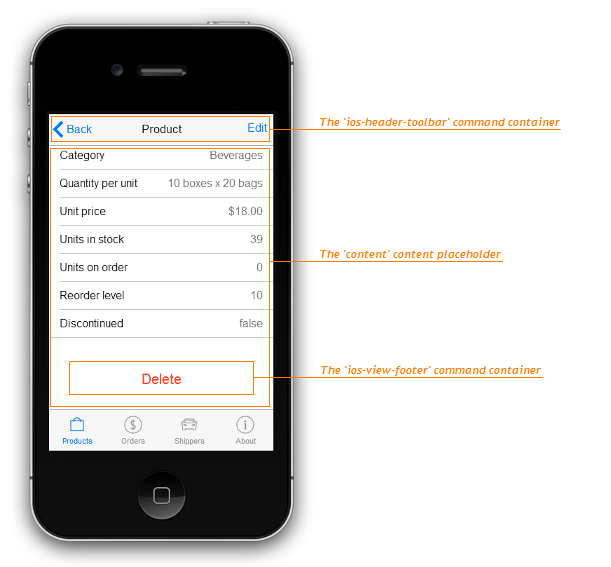 Back Product Edit
The 'ios-header-toolbar' command container
Category Beverages
Quantity per unit 10 boxes x 20 bags
Unit price $18.00
Units in stock 39
The 'content' content placeholder
Units on order 0
Reorder level 10
Discontinued false
The 'ios-view-footer' command container
Delete
Products Orders Shippers About